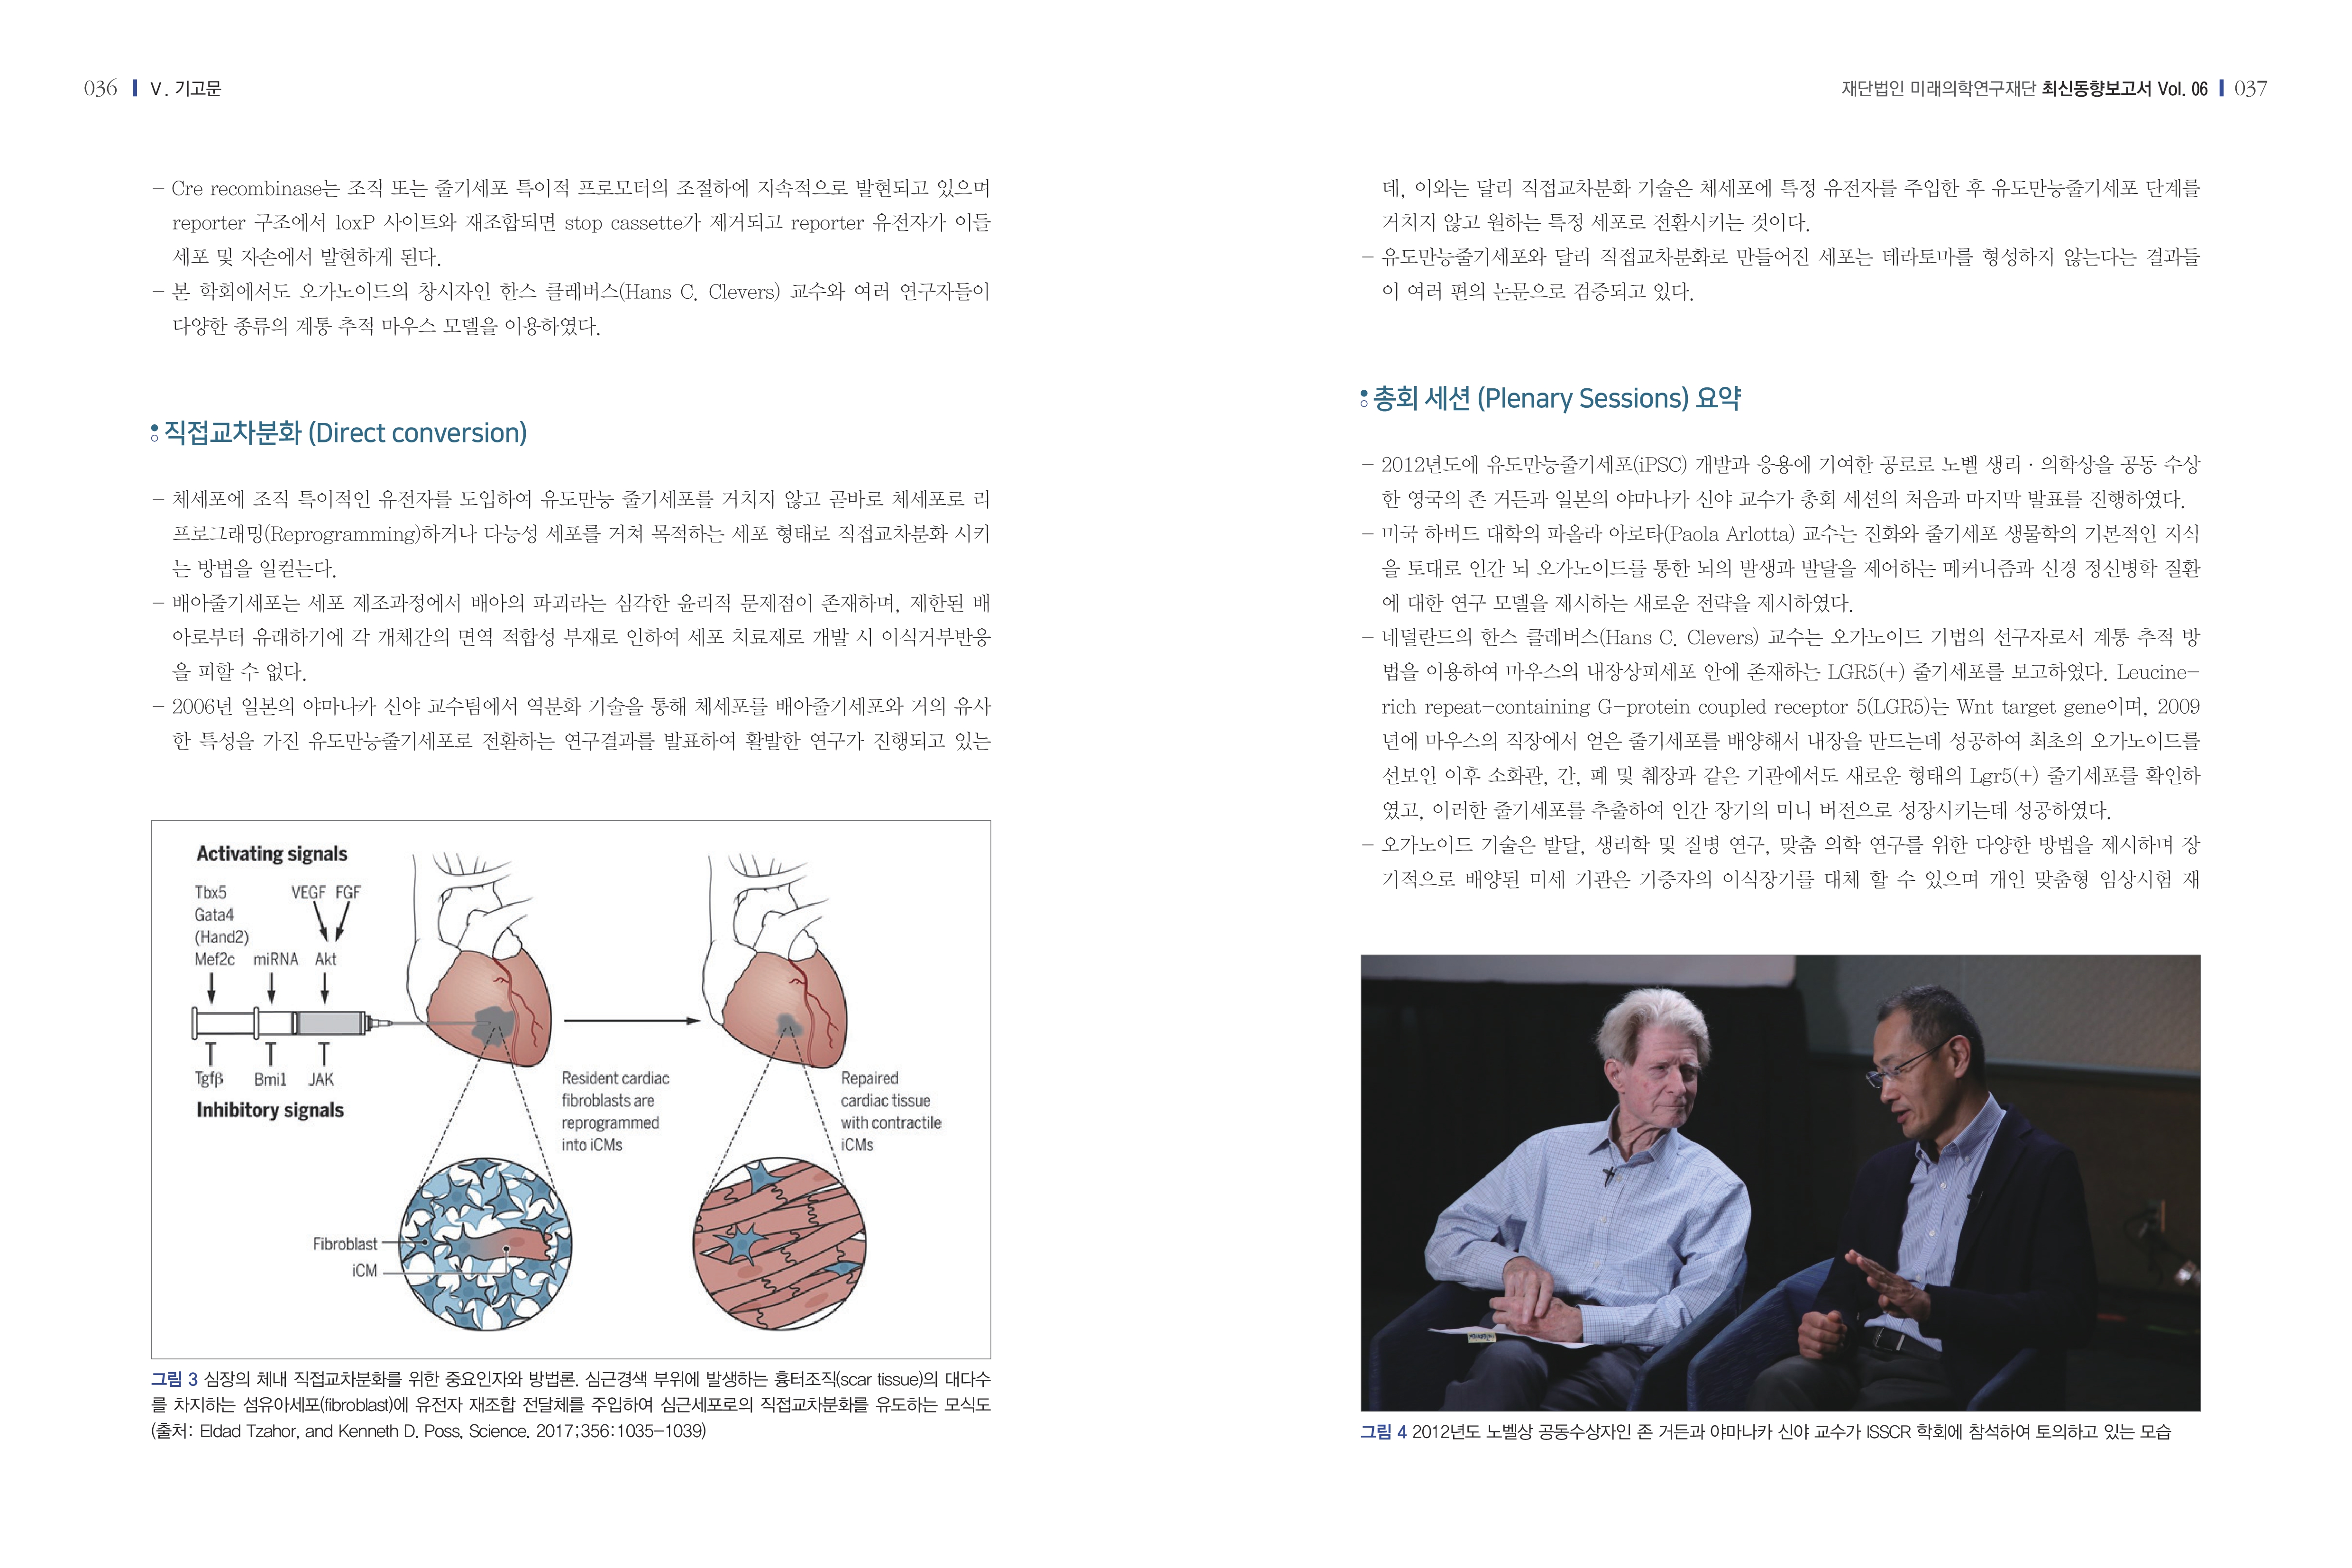 036 V. 기고문
- Cre recombinase는 조직 또는 줄기세포 특이적 프로모터의 조절하에 지속적으로 발현되고 있으며
reporter 구조에서 loxP 사이트와 재조합되면 stop cassette가 제거되고 reporter 유전자가 이들
세포 및 자손에서 발현하게 된다.
- 본 학회에서도 오가노이드의 창시자인 한스 클레버스(Hans C. Clevers) 교수와 여러 연구자들이
다양한 종류의 계통 추적 마우스 모델을 이용하였다.
직접교차분화 (Direct conversion)
- 체세포에 조직 특이적인 유전자를 도입하여 유도만능 줄기세포를 거치지 않고 곧바로 체세포로 리
프로그래밍(Reprogramming)하거나 다능성 세포를 거쳐 목적하는 세포 형태로 직접교차분화 시키
는 방법을 일컫는다.
- 배아줄기세포는 세포 제조과정에서 배아의 파괴라는 심각한 윤리적 문제점이 존재하며, 제한된 배
아로부터 유래하기에 각 개체간의 면역 적합성 부재로 인하여 세포 치료제로 개발 시 이식거부반응
을 피할 수 없다.
- 2006년 일본의 야마나카 신야 교수팀에서 역분화 기술을 통해 체세포를 배아줄기세포와 거의 유사
한 특성을 가진 유도만능줄기세포로 전환하는 연구결과를 발표하여 활발한 연구가 진행되고 있는
Activating signals
Tbx5 VEGF FGF
Gata4
(Hand2)
Mef2c miRNA Akt
Tgfβ Bmi1 JAK
Inhibitory signals
Resident cardiac
fibroblasts are
reprogrammed
into iCMs
Repaired
cardiac tissue
with contractile
iCMs
Fibroblast
iCM
그림 3 심장의 체내 직접교차분화를 위한 중요인자와 방법론. 심근경색 부위에 발생하는 흉터조직(scar tissue)의 대다수
를 차지하는 섬유아세포(fibroblast)에 유전자 재조합 전달체를 주입하여 심근세포로의 직접교차분화를 유도하는 모식도
(출처: Eldad Tzahor, and Kenneth D. Poss, Science. 2017;356:1035-1039)
재단법인 미래의학연구재단 최신동향보고서 Vol. 06 037
데, 이와는 달리 직접교차분화 기술은 체세포에 특정 유전자를 주입한 후 유도만능줄기세포 단계를
거치지 않고 원하는 특정 세포로 전환시키는 것이다.
- 유도만능줄기세포와 달리 직접교차분화로 만들어진 세포는 테라토마를 형성하지 않는다는 결과들
이 여러 편의 논문으로 검증되고 있다.
총회 세션 (Plenary Sessions) 요약
- 2012년도에 유도만능줄기세포(iPSC) 개발과 응용에 기여한 공로로 노벨 생리·의학상을 공동 수상
한 영국의 존 거든과 일본의 야마나카 신야 교수가 총회 세션의 처음과 마지막 발표를 진행하였다.
- 미국 하버드 대학의 파올라 아로타(Paola Arlotta) 교수는 진화와 줄기세포 생물학의 기본적인 지식
을 토대로 인간 뇌 오가노이드를 통한 뇌의 발생과 발달을 제어하는 메커니즘과 신경 정신병학 질환
에 대한 연구 모델을 제시하는 새로운 전략을 제시하였다.
- 네덜란드의 한스 클레버스(Hans C. Clevers) 교수는 오가노이드 기법의 선구자로서 계통 추적 방
법을 이용하여 마우스의 내장상피세포 안에 존재하는 LGR5(+) 줄기세포를 보고하였다. Leucine-
rich repeat-containing G-protein coupled receptor 5(LGR5)는 Wnt target gene이며, 2009
년에 마우스의 직장에서 얻은 줄기세포를 배양해서 내장을 만드는데 성공하여 최초의 오가노이드를
선보인 이후 소화관, 간, 폐 및 췌장과 같은 기관에서도 새로운 형태의 Lgr5(+) 줄기세포를 확인하
였고, 이러한 줄기세포를 추출하여 인간 장기의 미니 버전으로 성장시키는데 성공하였다.
- 오가노이드 기술은 발달, 생리학 및 질병 연구, 맞춤 의학 연구를 위한 다양한 방법을 제시하며 장
기적으로 배양된 미세 기관은 기증자의 이식장기를 대체 할 수 있으며 개인 맞춤형 임상시험 재
그림 4 2012년도 노벨상 공동수상자인 존 거든과 야마나카 신야 교수가 ISSCR 학회에 참석하여 토의하고 있는 모습